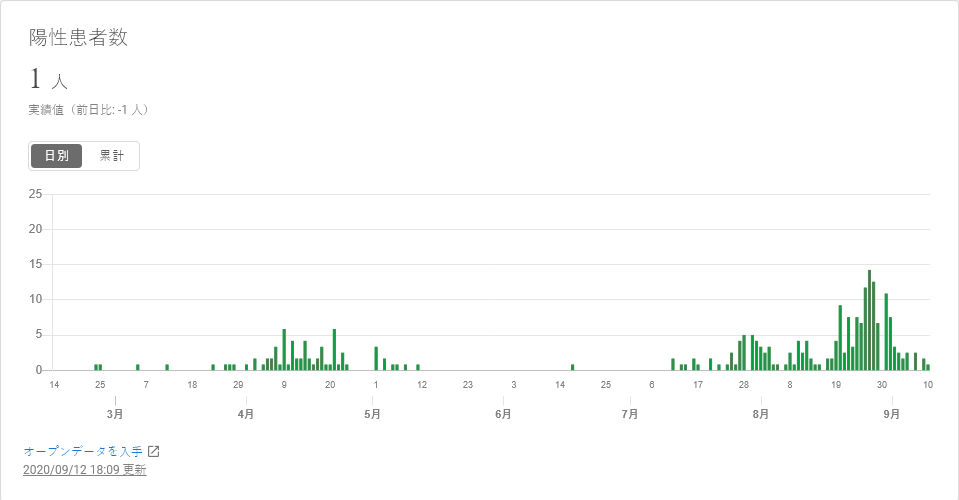 陽性患者数
1 人
実績値（前日比: -1 人）
日別 累計
25
20
15
10
5
0
14 25 7 18 29 9 20 1 12 23 3 14 25 6 17 28 8 19 30 10
3月 4月 5月 6月 7月 8月 9月
オープンデータを入手
2020/09/12 18:09 更新